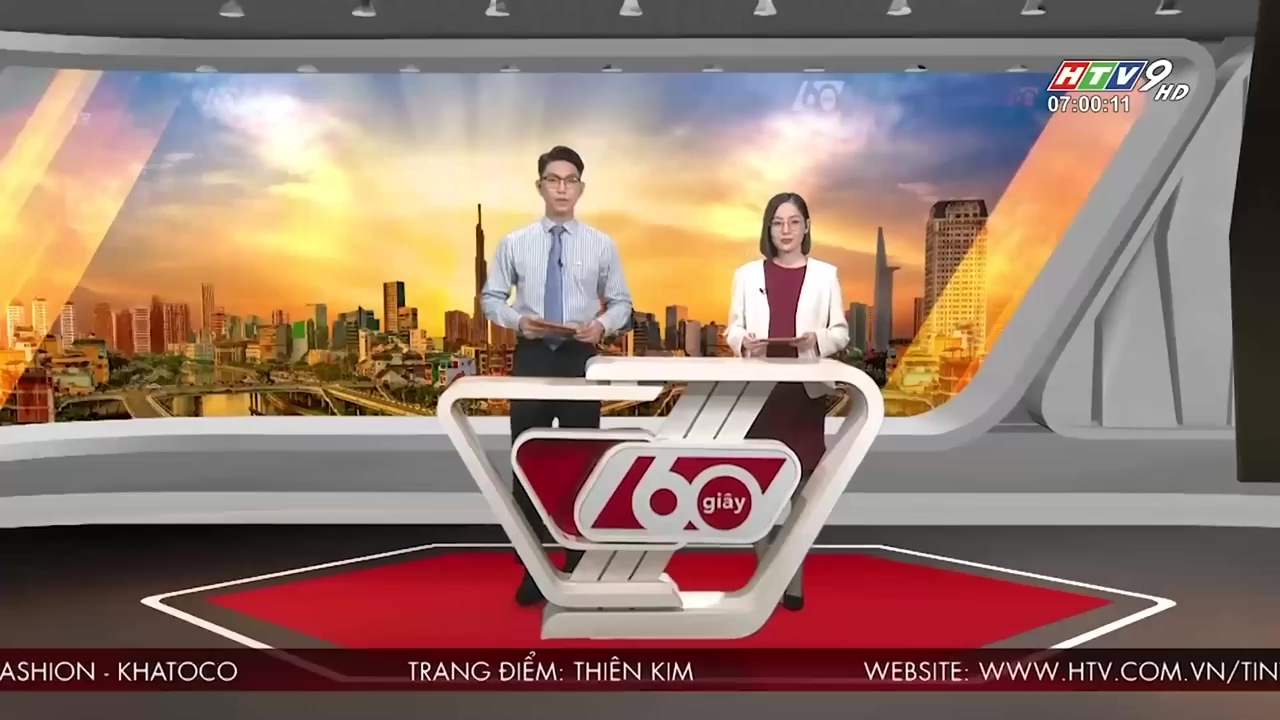 HTV9 HD
07:00:11
60
60 giây
ASHION - KHATOCO TRANG ĐIỂM: THIÊN KIM WEBSITE: WWW.HTV.COM.VN/TIN